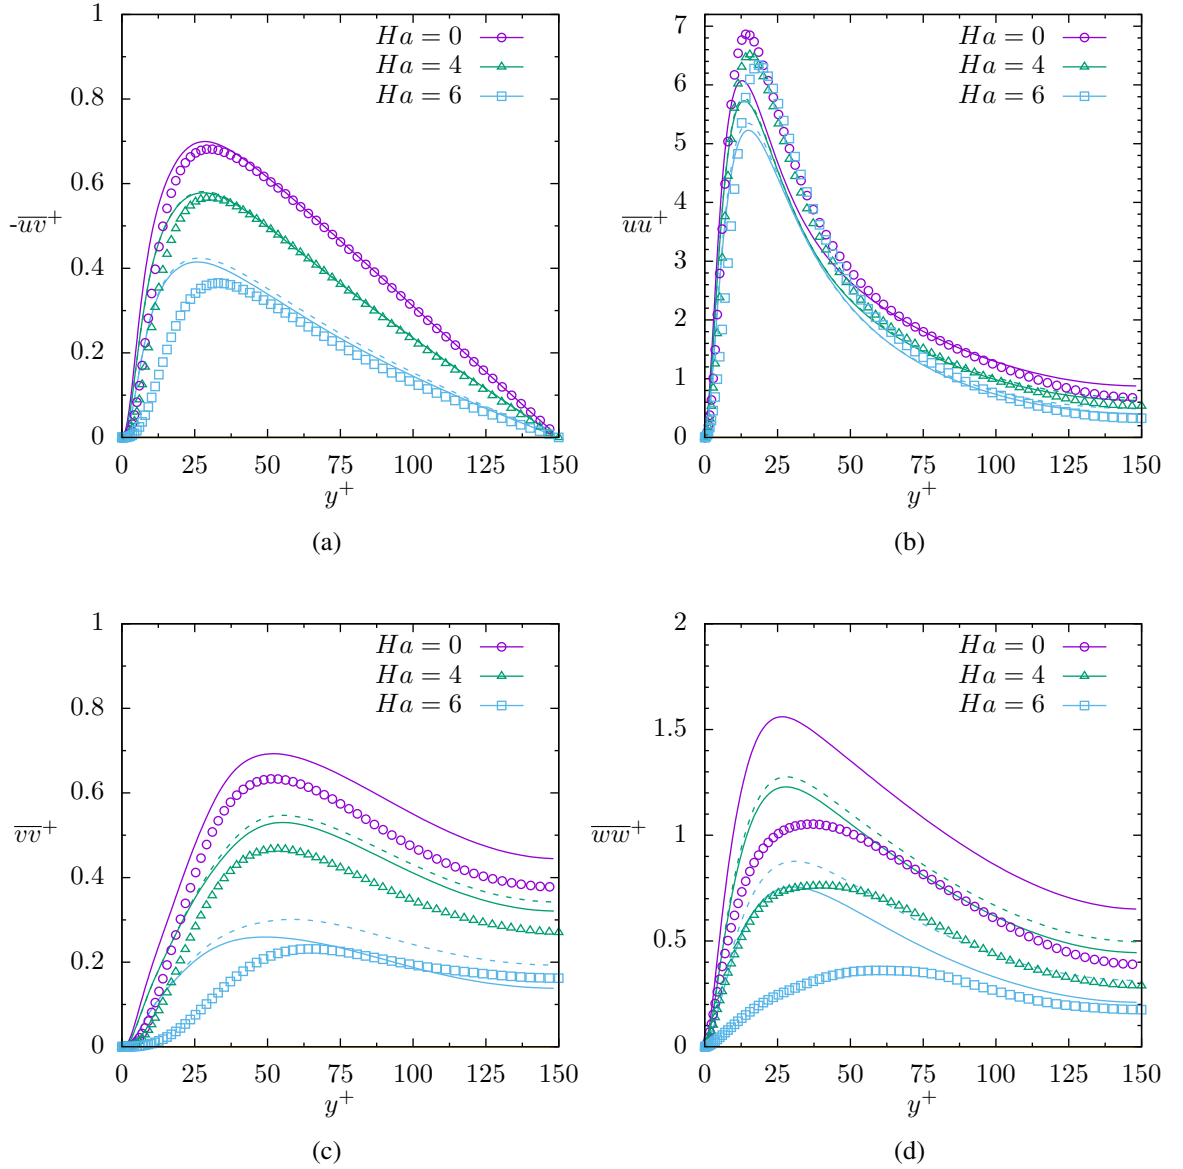 1
0.8
0.6
0.4
0.2
0
-\overline{uv}^+
0 25 50 75 100 125 150
y^+
Ha = 0
Ha = 4
Ha = 6
(a)
7
6
5
4
3
2
1
0
\overline{uu}^+
0 25 50 75 100 125 150
y^+
Ha = 0
Ha = 4
Ha = 6
(b)
1
0.8
0.6
0.4
0.2
0
\overline{vv}^+
0 25 50 75 100 125 150
y^+
Ha = 0
Ha = 4
Ha = 6
(c)
2
1.5
1
0.5
0
\overline{ww}^+
0 25 50 75 100 125 150
y^+
Ha = 0
Ha = 4
Ha = 6
(d)